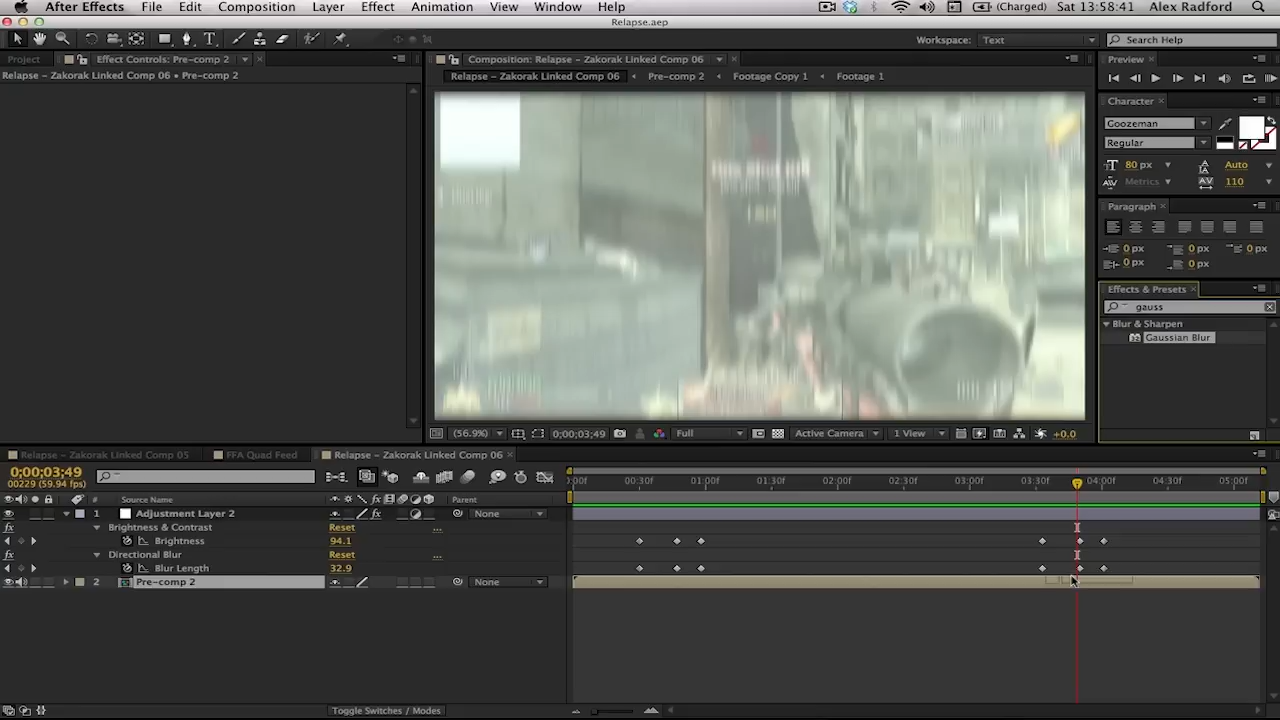 After Effects File Edit Composition Layer Effect Animation View Window Help (Charged) Sat 13:58:41 Alex Radford
Relapse.aep
Workspace: Text Search Help
Project Effect Controls: Pre-comp 2
Relapse – Zakorak Linked Comp 06 • Pre-comp 2
Composition: Relapse – Zakorak Linked Comp 06
Relapse – Zakorak Linked Comp 06 Pre-comp 2 Footage Copy 1 Footage 1
Preview
Character
Goozeman
Regular
80 px Auto
Metrics 110
Paragraph
0 px 0 px 0 px
0 px 0 px
Effects & Presets
gauss
Blur & Sharpen
Gaussian Blur
(56.9%) 0;00;03;49 Full Active Camera 1 View +0.0
Relapse – Zakorak Linked Comp 05 FFA Quad Feed Relapse – Zakorak Linked Comp 06
0;00;03;49
00229 (59.94 fps)
:00f 00:30f 01:00f 01:30f 02:00f 02:30f 03:00f 03:30f 04:00f 04:30f 05:00f
# Source Name Parent
1 Adjustment Layer 2 None
Brightness & Contrast Reset ...
Brightness 94.1
Directional Blur Reset ...
Blur Length 32.9
2 Pre-comp 2 None
Toggle Switches / Modes